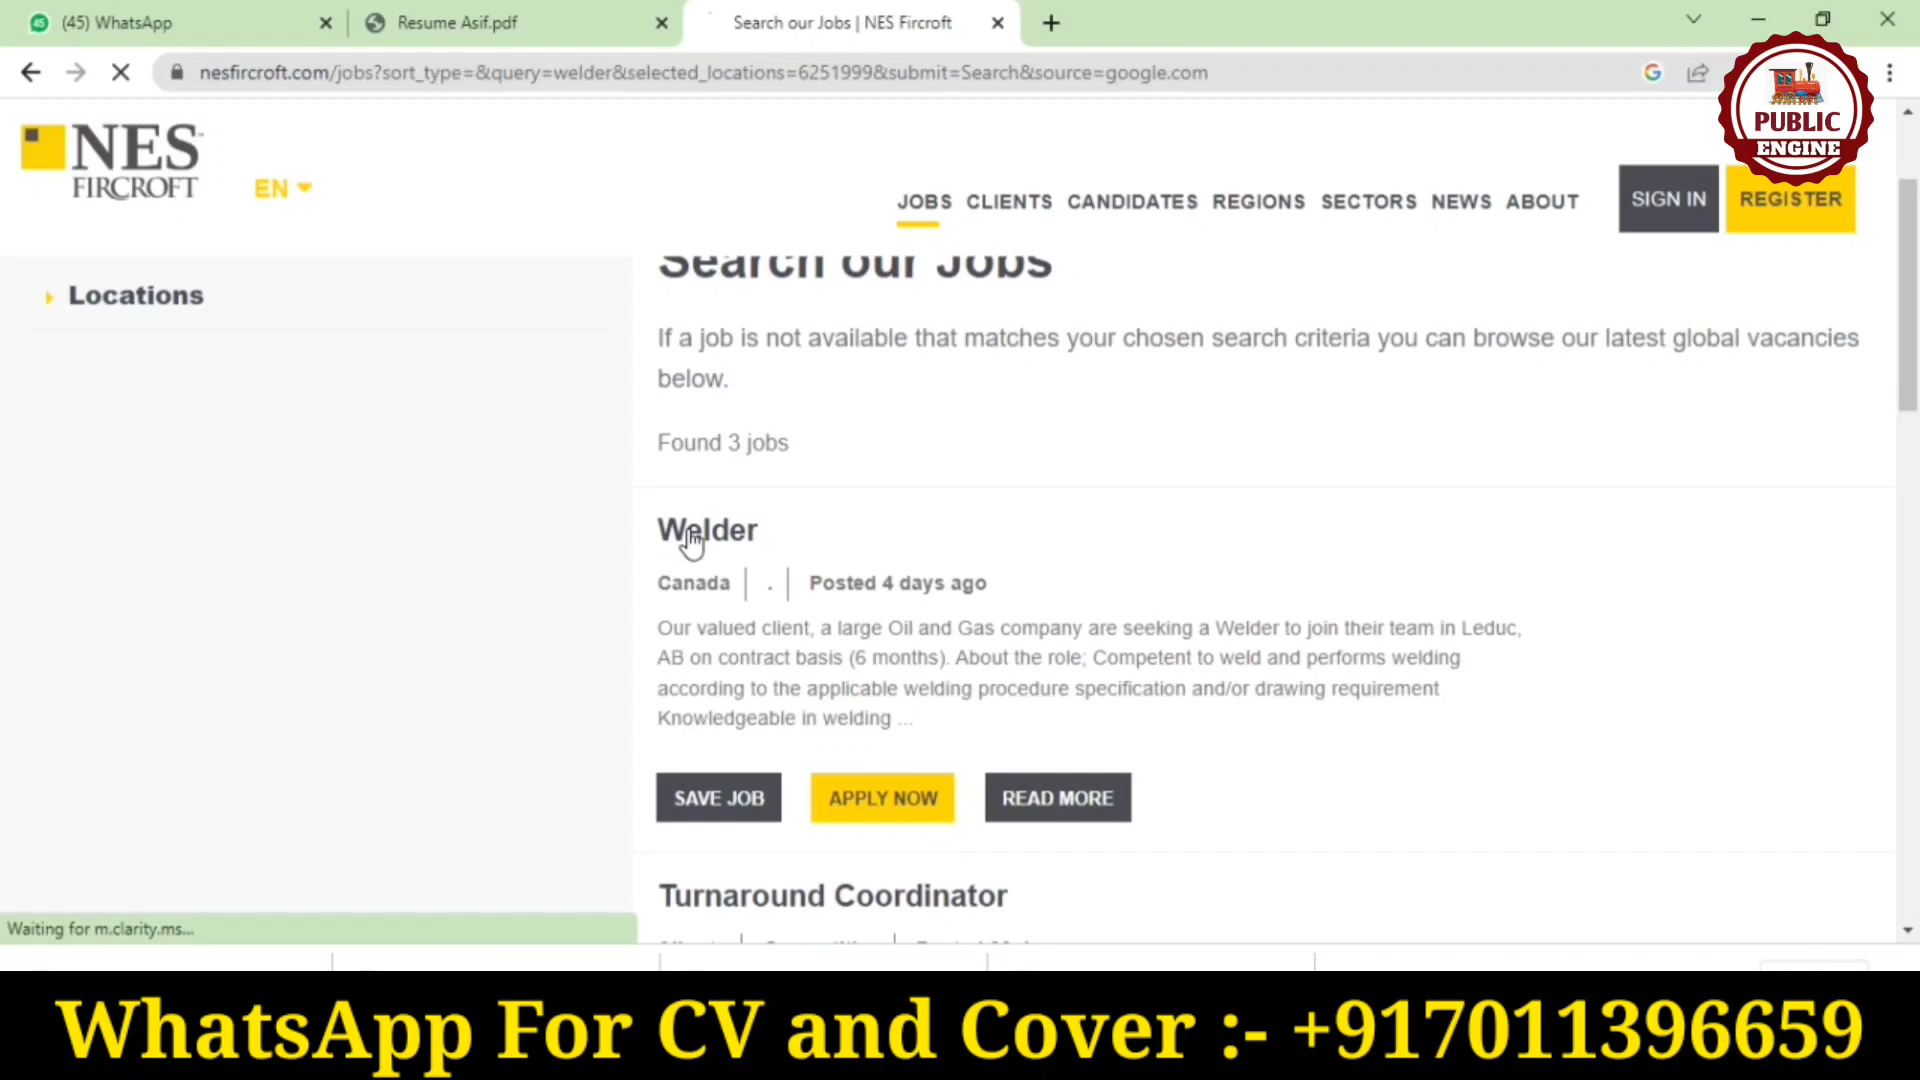 (45) WhatsApp
Resume Asif.pdf
Search our Jobs | NES Fircroft
nesfircroft.com/jobs?sort_type=&query=welder&selected_locations=6251999&submit=Search&source=google.com
PUBLIC
ENGINE
NES
FIRCROFT
EN
JOBS CLIENTS CANDIDATES REGIONS SECTORS NEWS ABOUT
SIGN IN
REGISTER
Locations
Search our Jobs
If a job is not available that matches your chosen search criteria you can browse our latest global vacancies
below.
Found 3 jobs
Welder
Canada | . | Posted 4 days ago
Our valued client, a large Oil and Gas company are seeking a Welder to join their team in Leduc,
AB on contract basis (6 months). About the role; Competent to weld and performs welding
according to the applicable welding procedure specification and/or drawing requirement
Knowledgeable in welding ...
SAVE JOB
APPLY NOW
READ MORE
Turnaround Coordinator
Waiting for m.clarity.ms...
WhatsApp For CV and Cover :- +917011396659